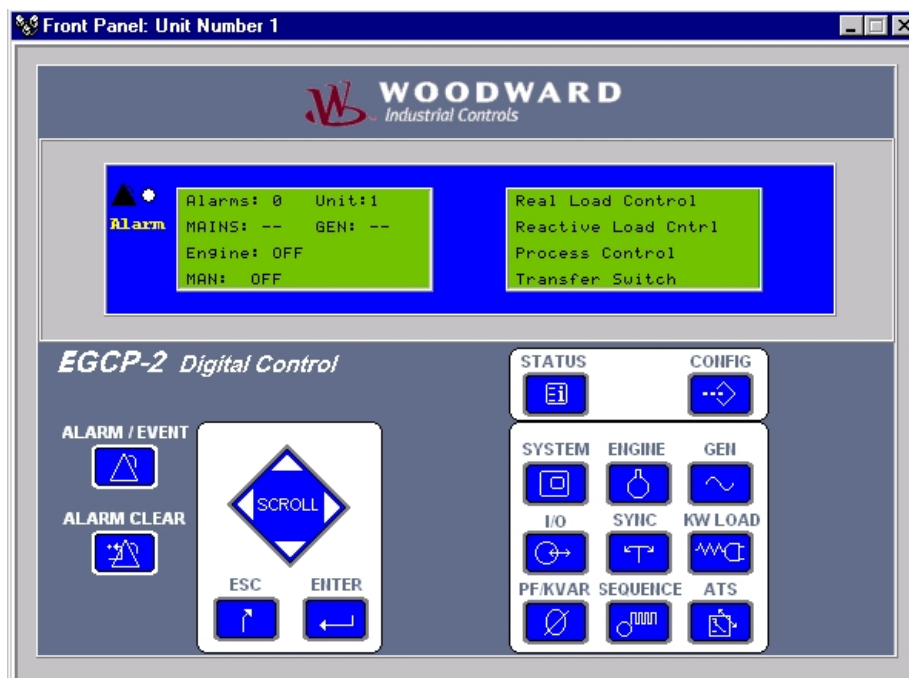 Front Panel: Unit Number 1
WOODWARD
Industrial Controls
Alarm
Alarms: 0 Unit:1
MAINS: -- GEN: --
Engine: OFF
MAN: OFF
Real Load Control
Reactive Load Cntrl
Process Control
Transfer Switch
EGCP-2 Digital Control
STATUS CONFIG
ALARM / EVENT
ALARM CLEAR
SCROLL
ESC ENTER
SYSTEM ENGINE GEN
I/O SYNC KW LOAD
PF/KVAR SEQUENCE ATS